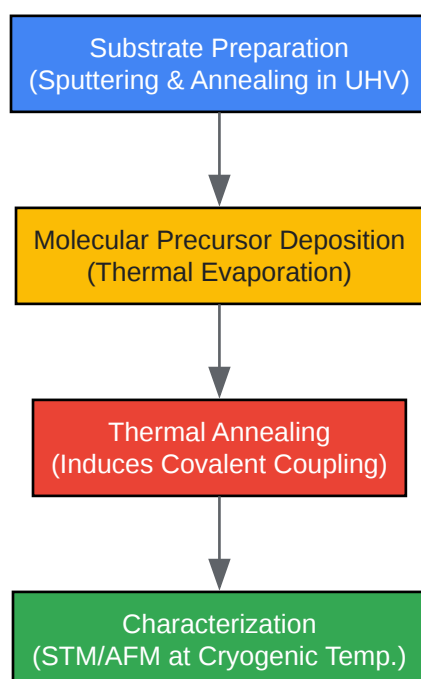 Substrate Preparation
(Sputtering & Annealing in UHV)
Molecular Precursor Deposition
(Thermal Evaporation)
Thermal Annealing
(Induces Covalent Coupling)
Characterization
(STM/AFM at Cryogenic Temp.)